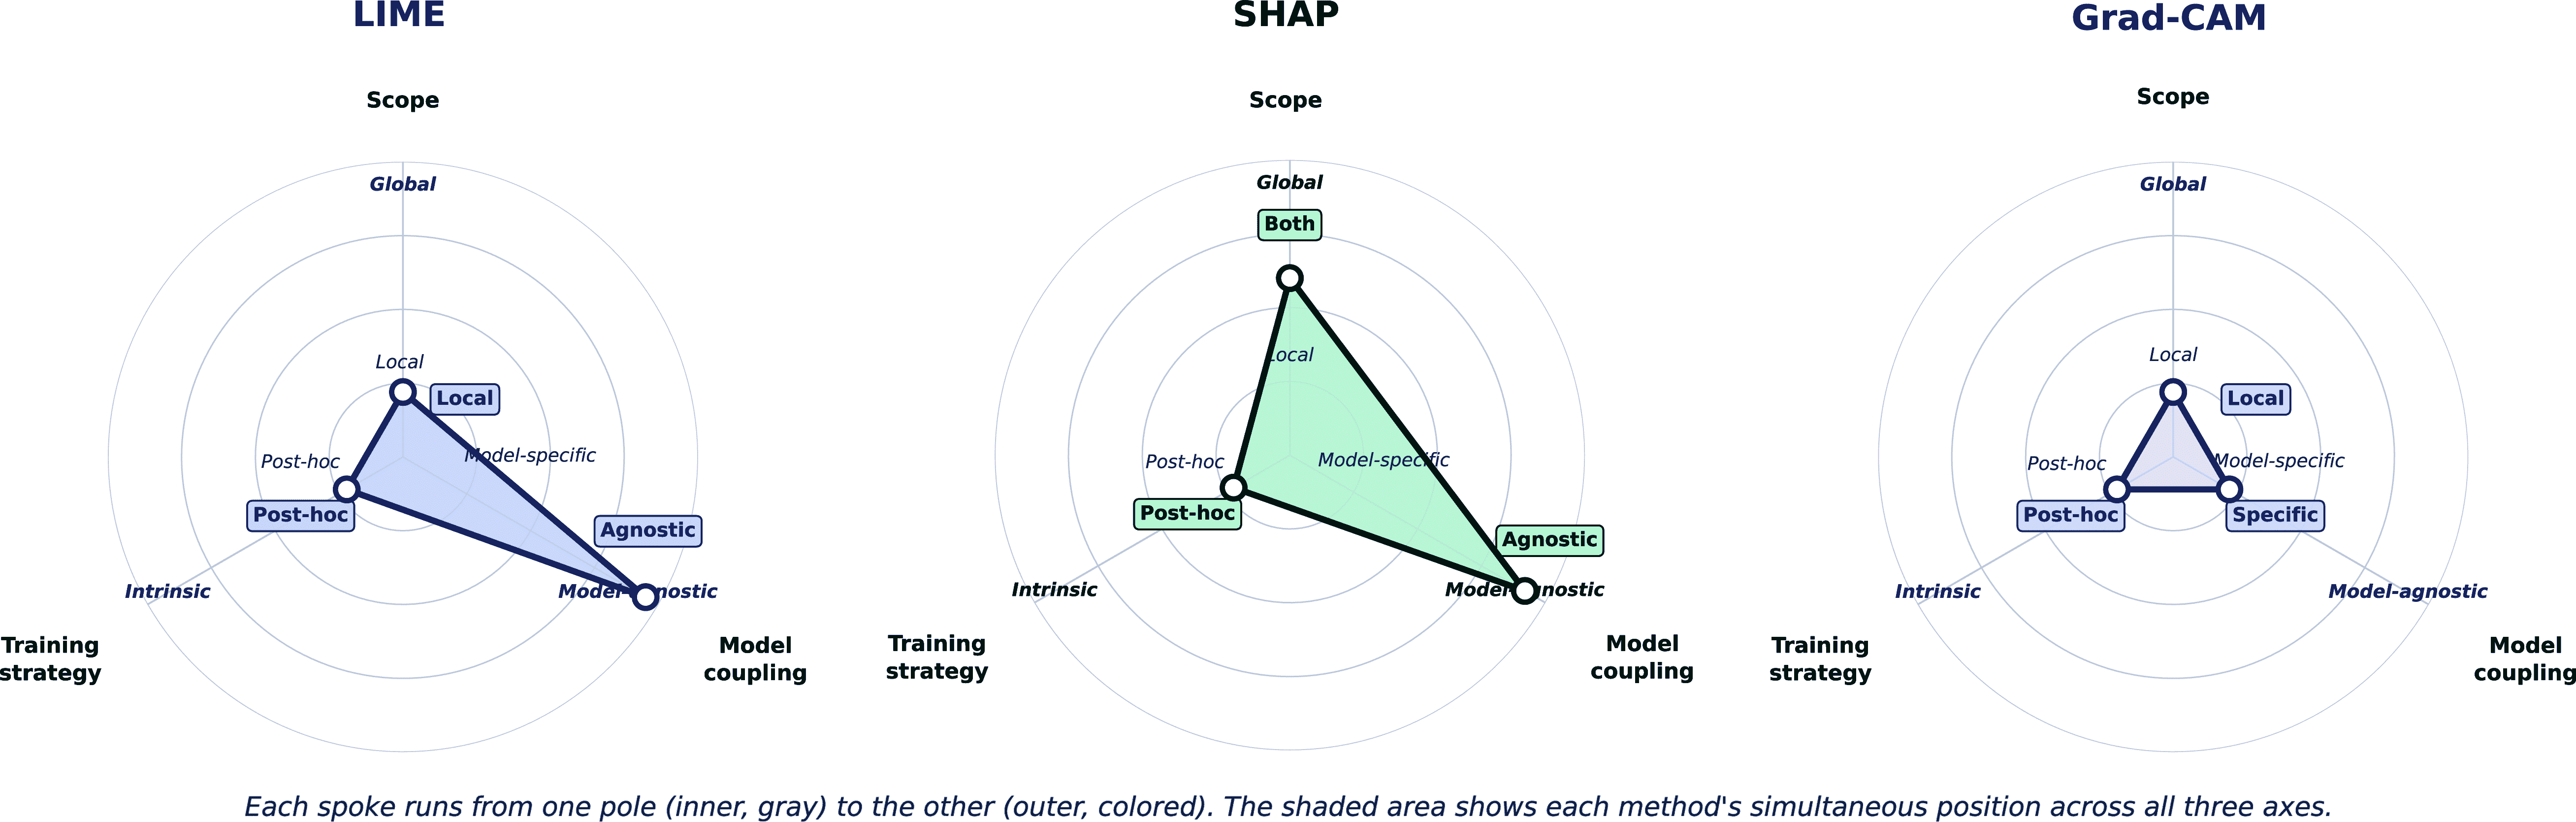 LIME
Scope
Global
Local
Local
Model-specific
Post-hoc
Post-hoc
Agnostic
Intrinsic
Training
strategy
Model
coupling
SHAP
Scope
Global
Both
Local
Post-hoc
Model-specific
Post-hoc
Agnostic
Intrinsic
Training
strategy
Model
coupling
Grad-CAM
Scope
Global
Local
Local
Post-hoc
Model-specific
Post-hoc
Specific
Intrinsic
Model-agnostic
Training
strategy
Model
coupling
Each spoke runs from one pole (inner, gray) to the other (outer, colored). The shaded area shows each method's simultaneous position across all three axes.